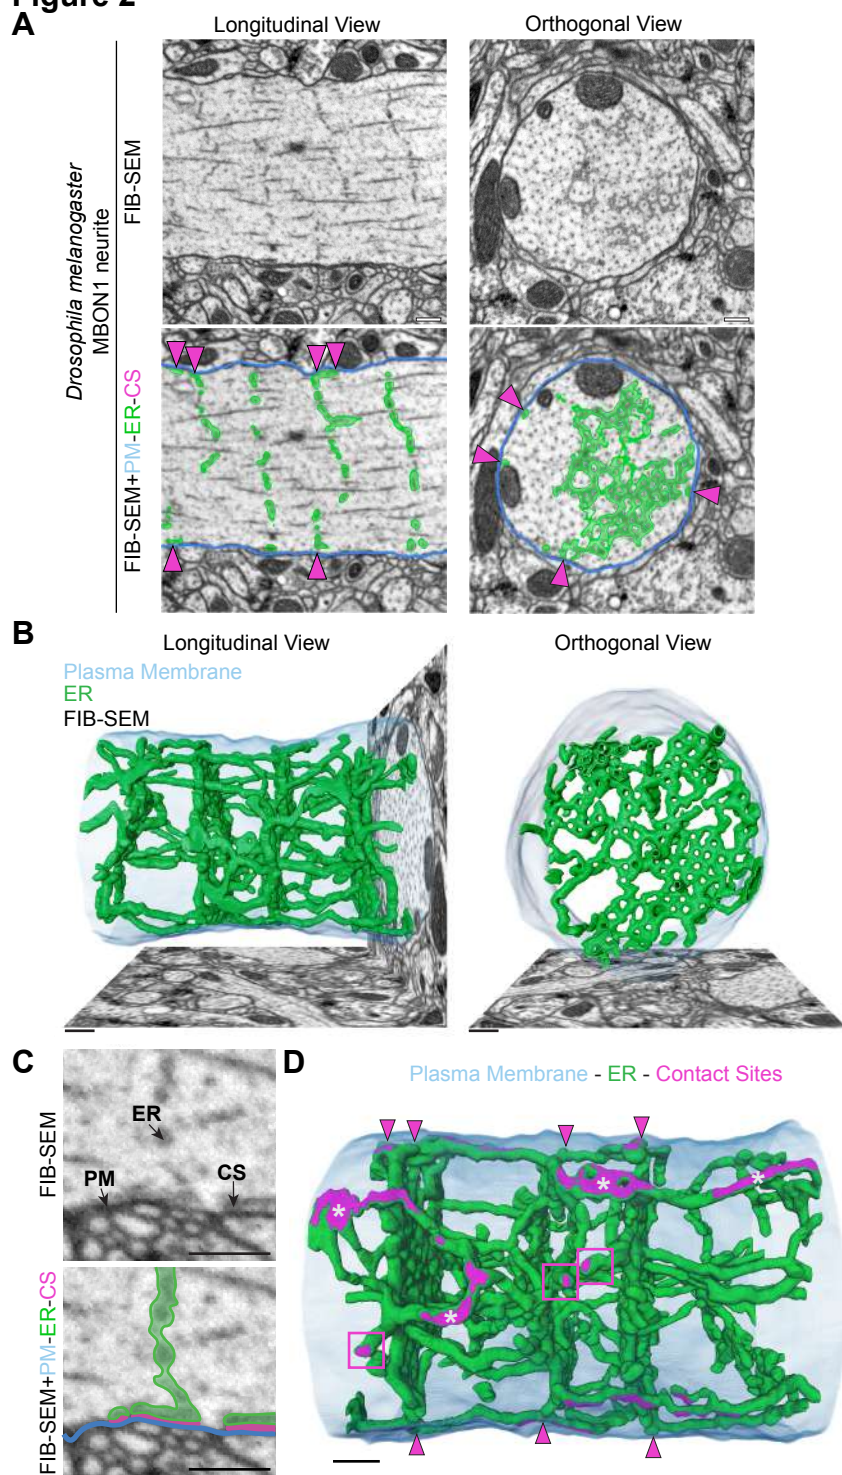 Figure 2
A
Longitudinal View
Orthogonal View
Drosophila melanogaster
MBON1 neurite
FIB-SEM
FIB-SEM+PM-ER-CS
B
Longitudinal View
Orthogonal View
Plasma Membrane
ER
FIB-SEM
C
FIB-SEM
ER
PM
CS
FIB-SEM+PM-ER-CS
D
Plasma Membrane - ER - Contact Sites
*
*
*
*